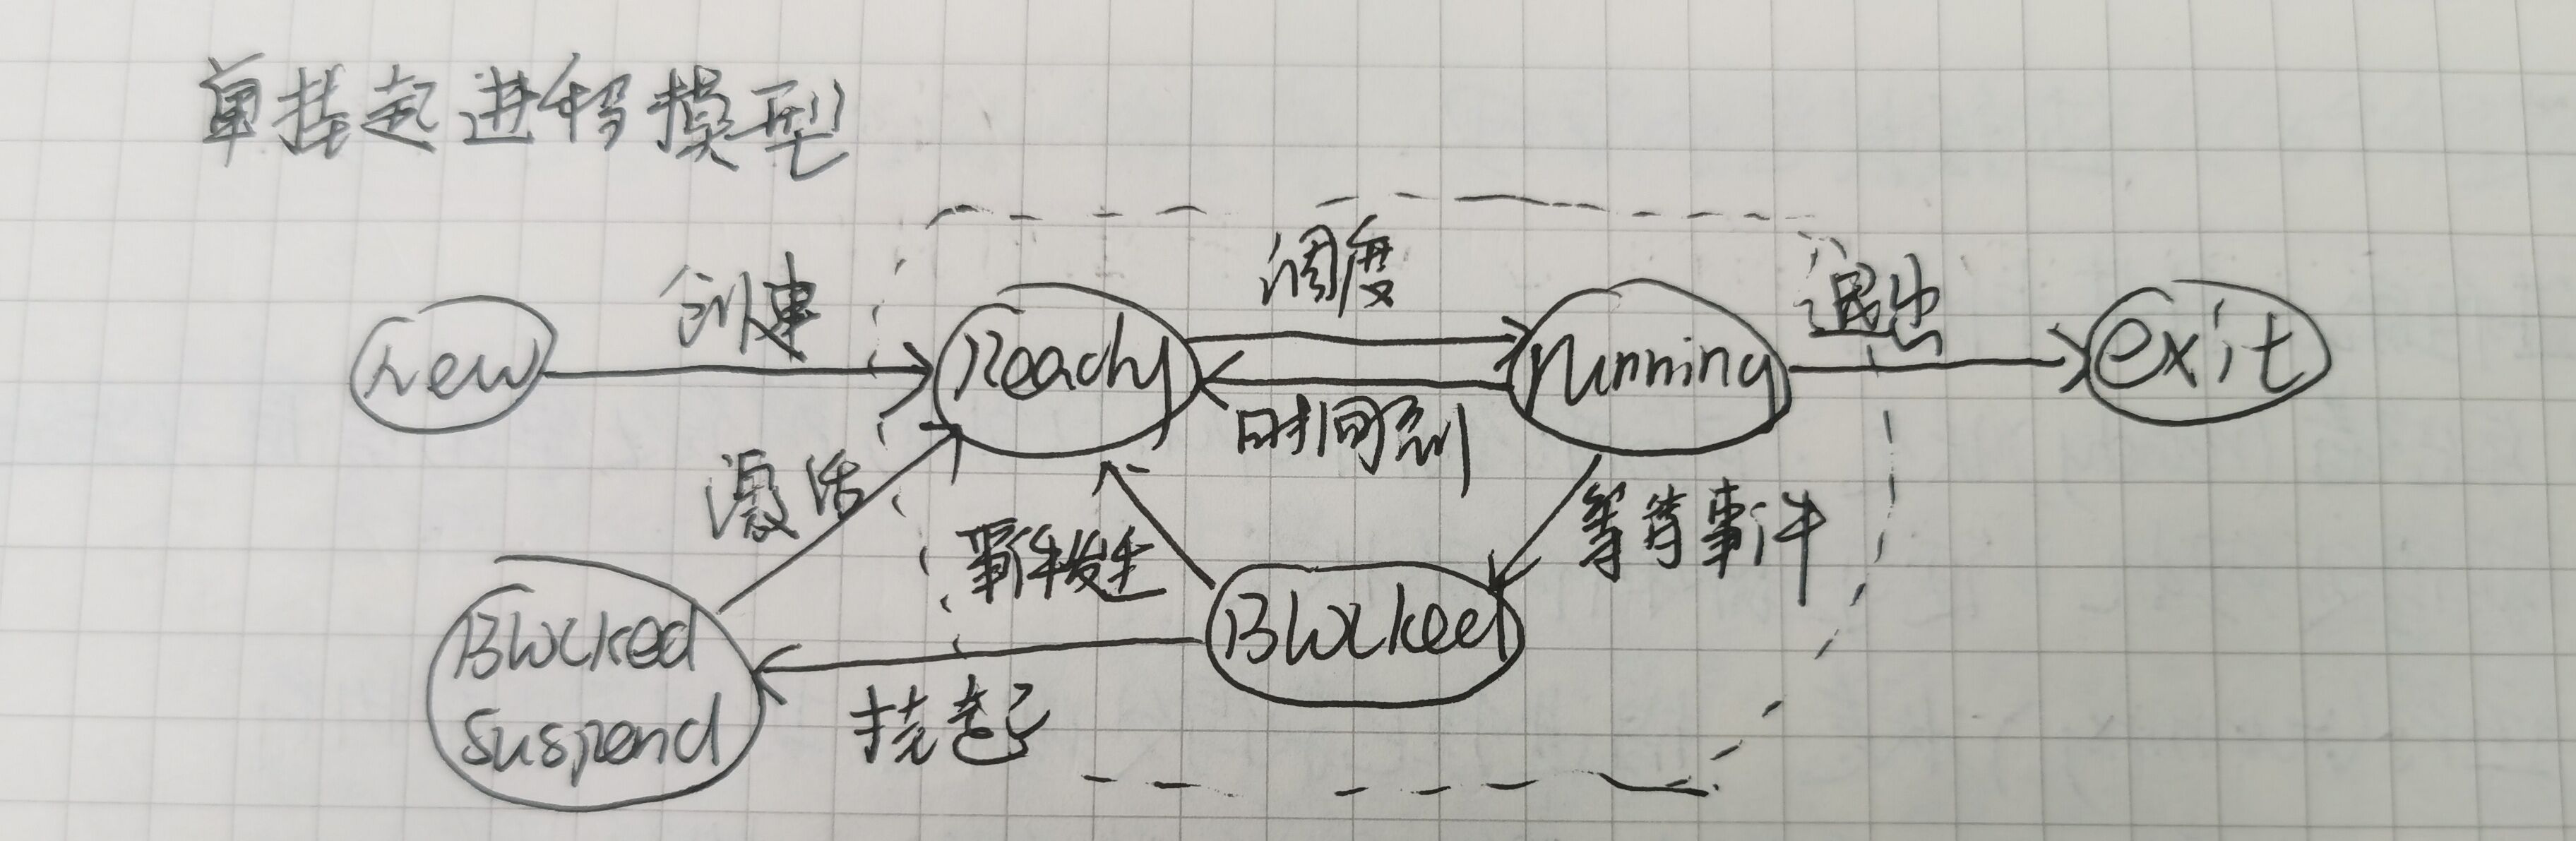 单挂起进程模型
创建
调度
退出
new
Ready
running
exit
时间到
激活
事件发生
等等事件
Blocked
suspend
Blocked
挂起